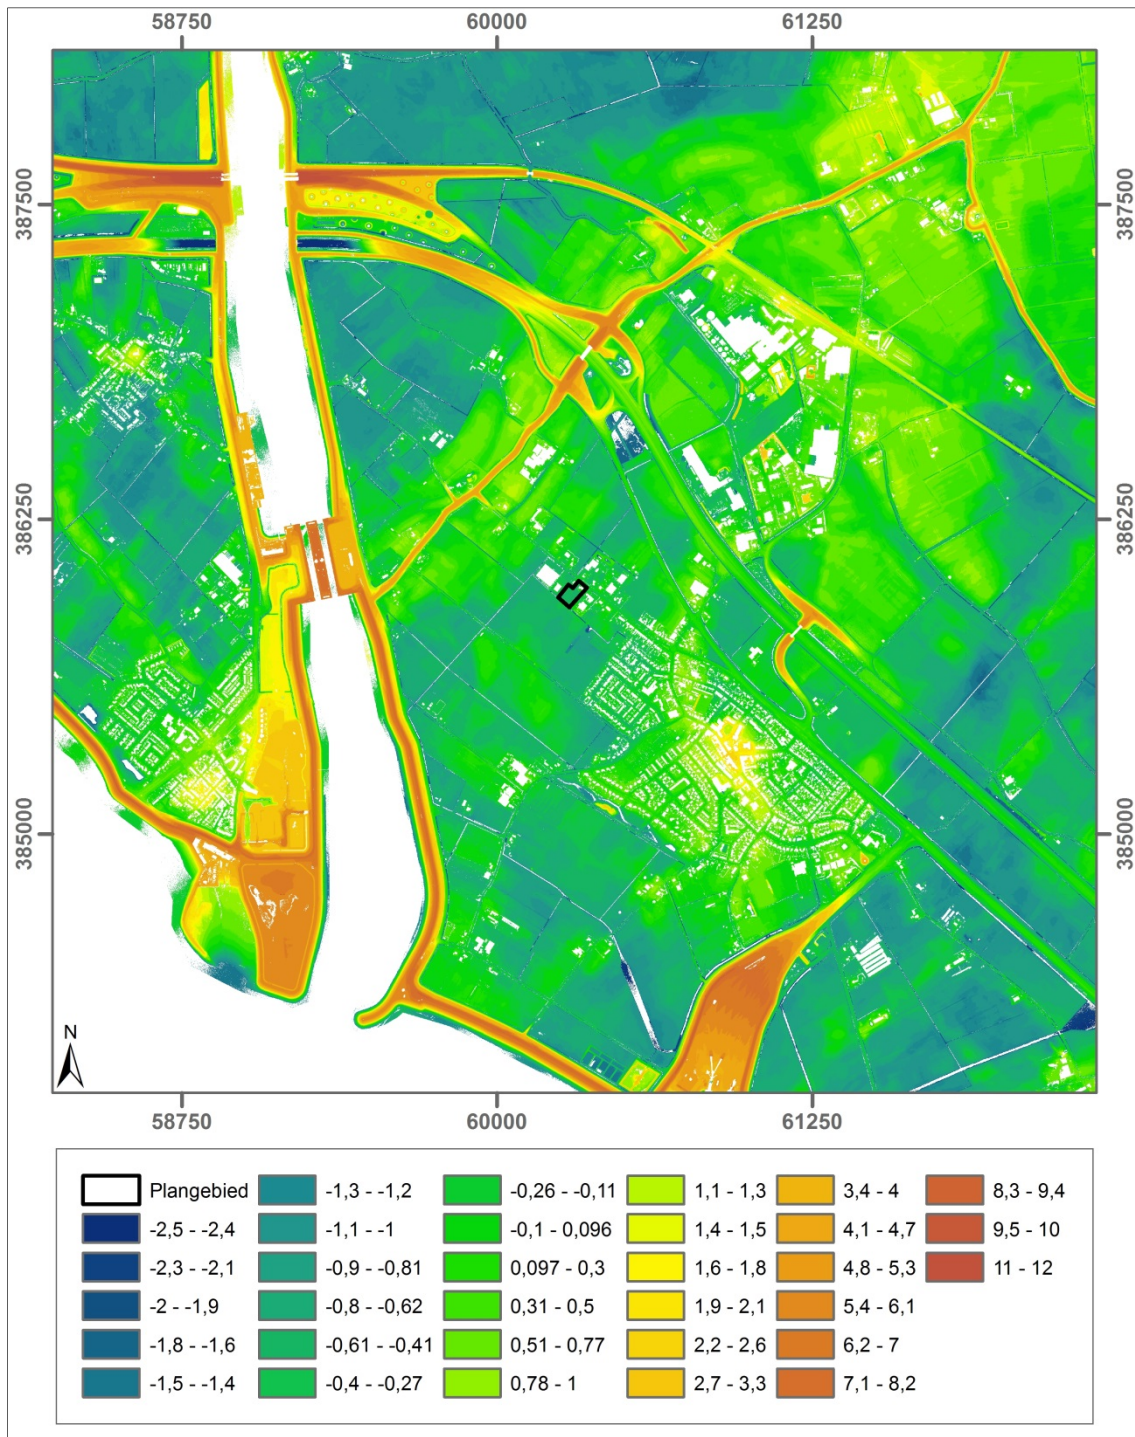 58750 60000 61250
387500 387500
386250 386250
385000 385000
N
58750 60000 61250
Plangebied -1,3 - -1,2 -0,26 - -0,11 1,1 - 1,3 3,4 - 4 8,3 - 9,4
-2,5 - -2,4 -1,1 - -1 -0,1 - 0,096 1,4 - 1,5 4,1 - 4,7 9,5 - 10
-2,3 - -2,1 -0,9 - -0,81 0,097 - 0,3 1,6 - 1,8 4,8 - 5,3 11 - 12
-2 - -1,9 -0,8 - -0,62 0,31 - 0,5 1,9 - 2,1 5,4 - 6,1
-1,8 - -1,6 -0,61 - -0,41 0,51 - 0,77 2,2 - 2,6 6,2 - 7
-1,5 - -1,4 -0,4 - -0,27 0,78 - 1 2,7 - 3,3 7,1 - 8,2